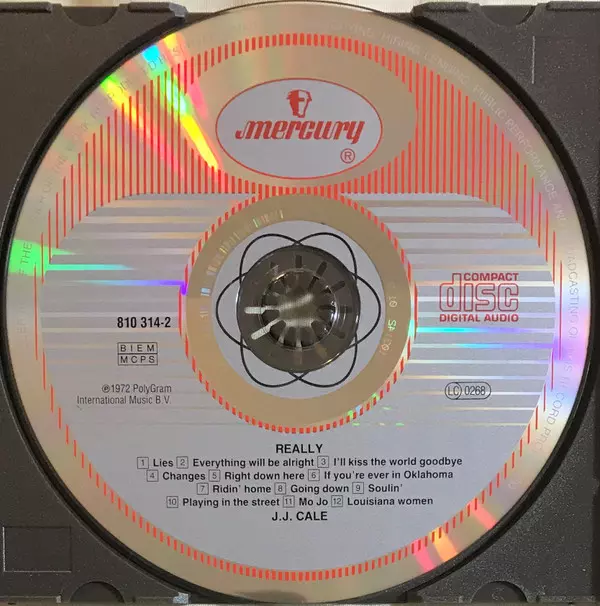 mercury
®
COMPACT
disc
DIGITAL AUDIO
810 314-2
BIEM
MCPS
℗1972 PolyGram
International Music B.V.
LC 0268
REALLY
1 Lies 2 Everything will be alright 3 I'll kiss the world goodbye
4 Changes 5 Right down here 6 If you're ever in Oklahoma
7 Ridin' home 8 Going down 9 Soulin'
10 Playing in the street 11 Mo Jo 12 Louisiana women
J.J. CALE